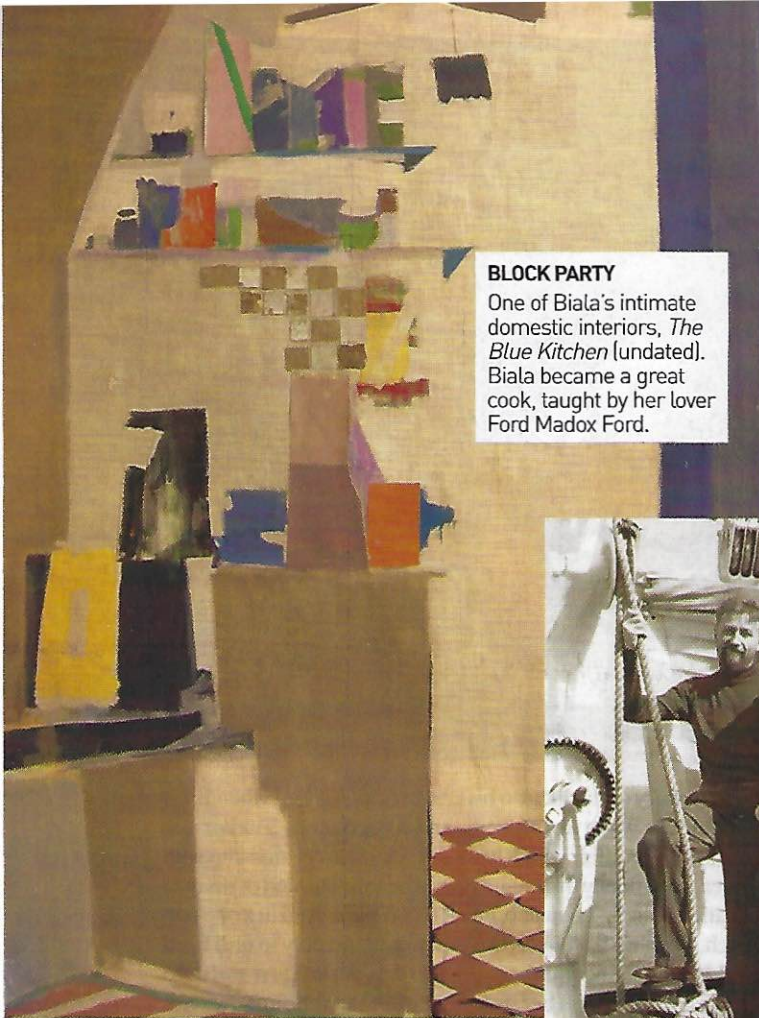 BLOCK PARTY
One of Biala's intimate
domestic interiors, The
Blue Kitchen (undated).
Biala became a great
cook, taught by her lover
Ford Madox Ford.